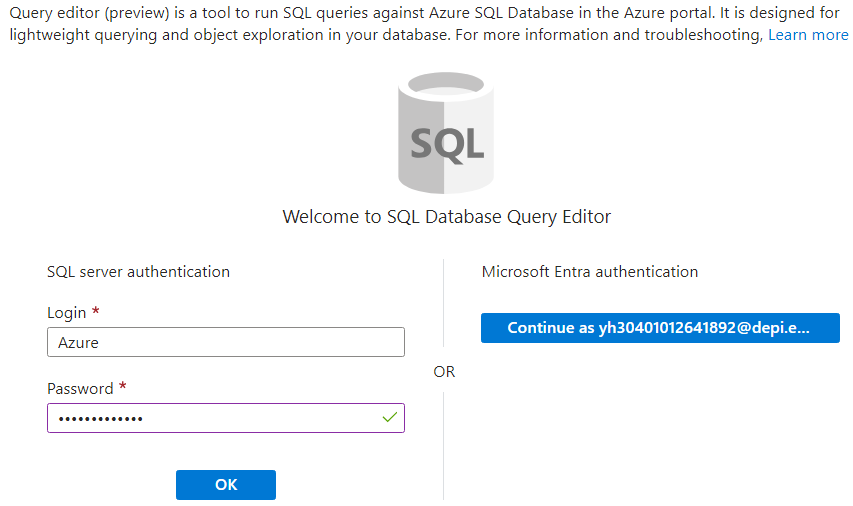 Query editor (preview) is a tool to run SQL queries against Azure SQL Database in the Azure portal. It is designed for
lightweight querying and object exploration in your database. For more information and troubleshooting, Learn more
SQL
Welcome to SQL Database Query Editor
SQL server authentication
Login *
Azure
Password *
•••••••••••••
OK
OR
Microsoft Entra authentication
Continue as yh30401012641892@depi.e...